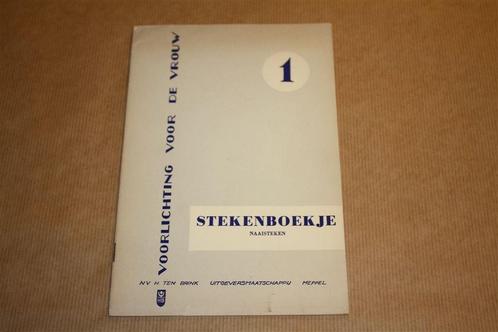 VOORLICHTING VOOR DE VROUW
1
STEKENBOEKJE
NAAISTEKEN
N.V. H. TEN BRINK UITGEVERSMAATSCHAPPIJ MEPPEL